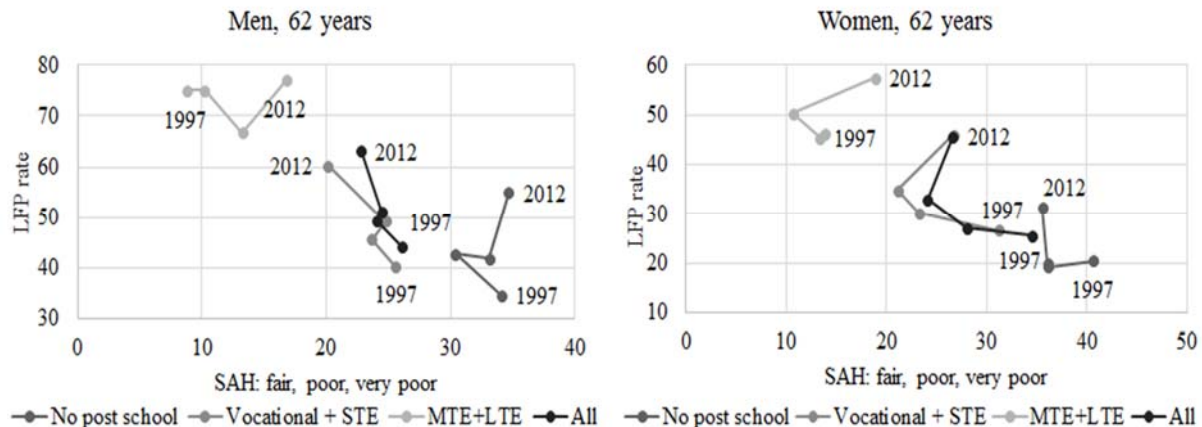 Men, 62 years
80
70
60
50
40
30
0
10
20
30
40
LFP rate
SAH: fair, poor, very poor
1997
2012
2012
2012
1997
2012
1997
1997
No post school
Vocational + STE
MTE+LTE
All
Women, 62 years
60
50
40
30
20
10
0
10
20
30
40
50
LFP rate
SAH: fair, poor, very poor
2012
1997
2012
2012
1997
1997
1997
No post school
Vocational + STE
MTE+LTE
All